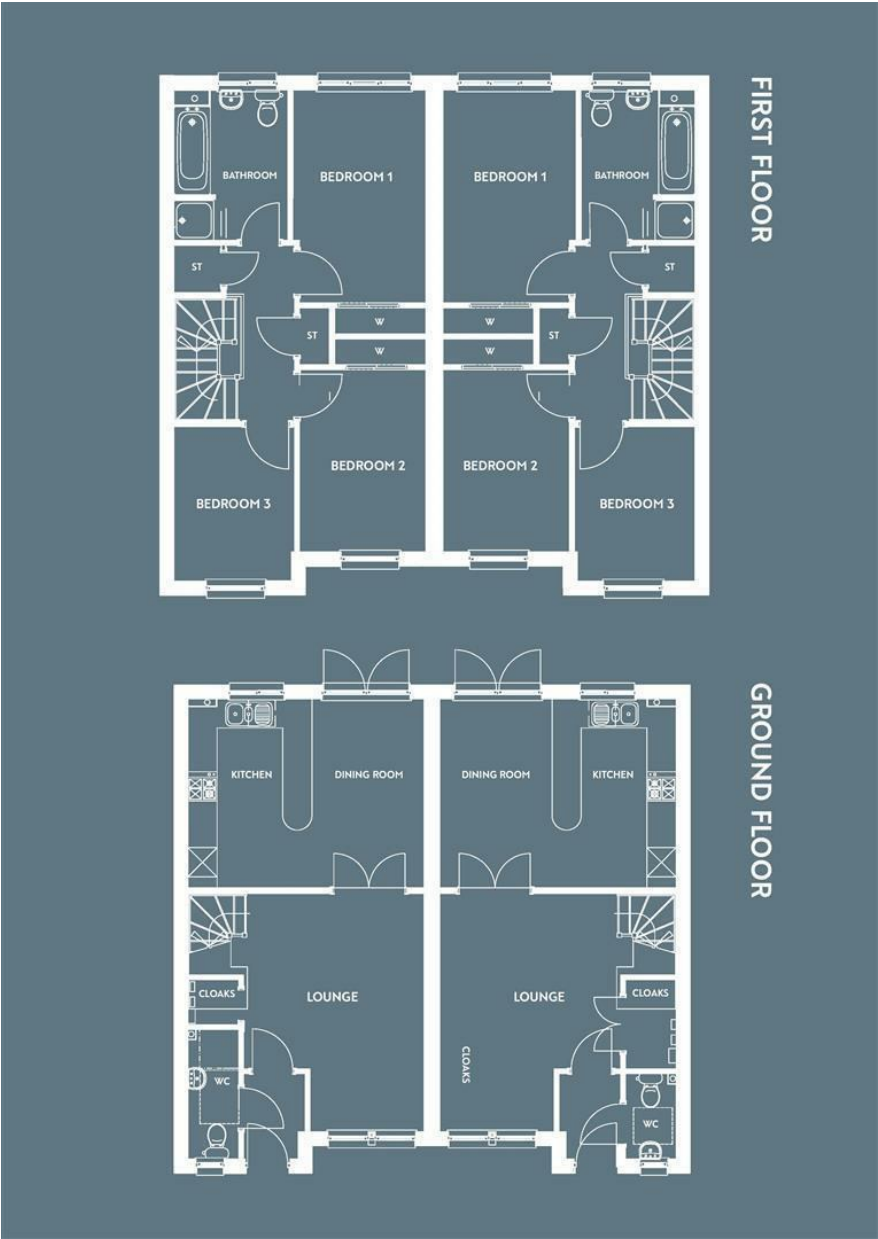 FIRST FLOOR
BATHROOM
BEDROOM 1
BEDROOM 1
BATHROOM
ST
ST
W
W
ST
ST
W
W
BEDROOM 2
BEDROOM 2
BEDROOM 3
BEDROOM 3
GROUND FLOOR
KITCHEN
DINING ROOM
DINING ROOM
KITCHEN
CLOAKS
LOUNGE
LOUNGE
CLOAKS
CLOAKS
WC
WC